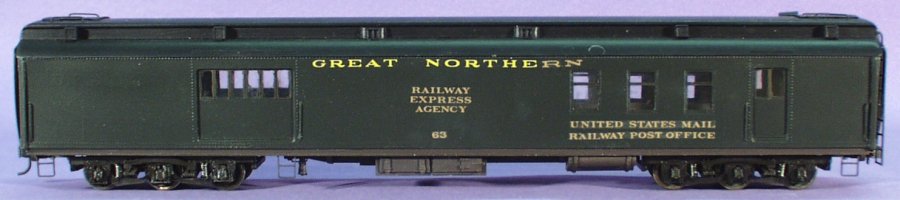 GREAT NORTHERN
RAILWAY
EXPRESS
AGENCY
63
UNITED STATES MAIL
RAILWAY POST OFFICE